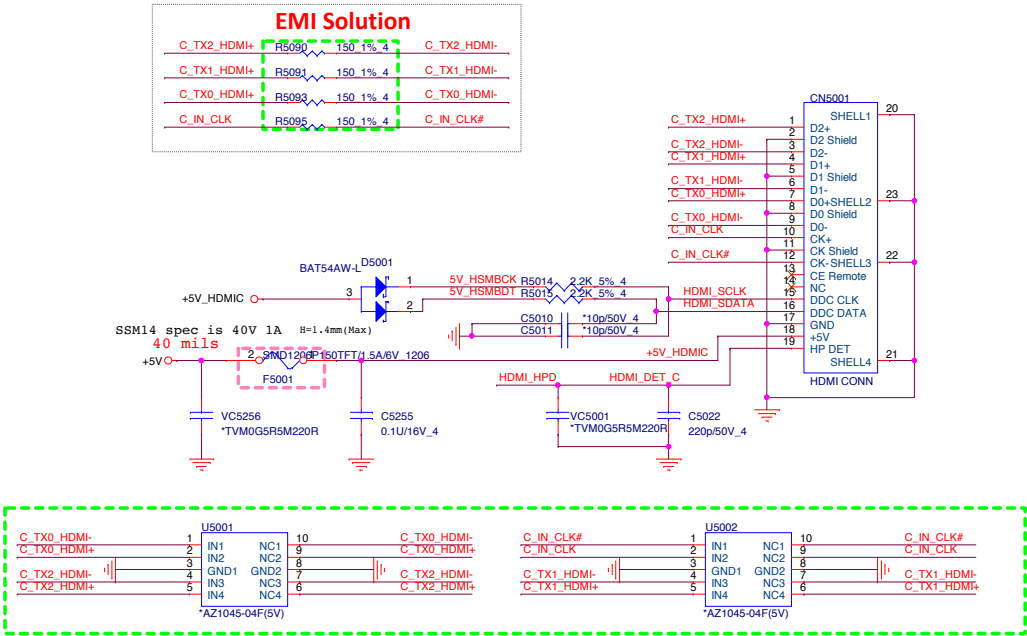 EMI Solution
C_TX2_HDMI+ R5090 150_1%_4 C_TX2_HDMI-
C_TX1_HDMI+ R5091 150_1%_4 C_TX1_HDMI-
C_TX0_HDMI+ R5093 150_1%_4 C_TX0_HDMI-
C_IN_CLK R5095 150_1%_4 C_IN_CLK#
CN5001
SHELL1 20
C_TX2_HDMI+ 1 D2+
2 D2 Shield
C_TX2_HDMI- 3 D2-
C_TX1_HDMI+ 4 D1+
5 D1 Shield
C_TX1_HDMI- 6 D1-
C_TX0_HDMI+ 7 D0+ SHELL2 23
8 D0 Shield
C_TX0_HDMI- 9 D0-
C_IN_CLK 10 CK+
11 CK Shield
C_IN_CLK# 12 CK- SHELL3 22
13 CE Remote
14 NC
HDMI_SCLK 15 DDC CLK
HDMI_SDATA 16 DDC DATA
17 GND
18 +5V
19 HP DET
SHELL4 21
HDMI CONN
BAT54AW-L D5001
+5V_HDMIC 3
1 5V_HSMBCK R5014 2.2K_5%_4
2 5V_HSMBDT R5015 2.2K_5%_4
C5010 *10p/50V_4
C5011 *10p/50V_4
SSM14 spec is 40V 1A H=1.4mm(Max)
40 mils
+5V 2 SMD1206P150TFT/1.5A/6V_1206 1 +5V_HDMIC
F5001
HDMI_HPD HDMI_DET_C
VC5256
*TVM0G5R5M220R
C5255
0.1U/16V_4
VC5001
*TVM0G5R5M220R
C5022
220p/50V_4
U5001
C_TX0_HDMI- 1 IN1 NC1 10 C_TX0_HDMI-
C_TX0_HDMI+ 2 IN2 NC2 9 C_TX0_HDMI+
3 GND1 GND2 8
C_TX2_HDMI- 4 IN3 NC3 7 C_TX2_HDMI-
C_TX2_HDMI+ 5 IN4 NC4 6 C_TX2_HDMI+
*AZ1045-04F(5V)
U5002
C_IN_CLK# 1 IN1 NC1 10 C_IN_CLK#
C_IN_CLK 2 IN2 NC2 9 C_IN_CLK
3 GND1 GND2 8
C_TX1_HDMI- 4 IN3 NC3 7 C_TX1_HDMI-
C_TX1_HDMI+ 5 IN4 NC4 6 C_TX1_HDMI+
*AZ1045-04F(5V)